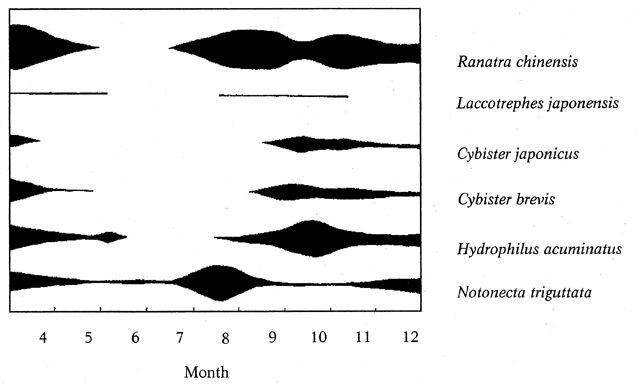 Ranatra chinensis
Laccotrephes japonensis
Cybister japonicus
Cybister brevis
Hydrophilus acuminatus
Notonecta triguttata
4 5 6 7 8 9 10 11 12
Month